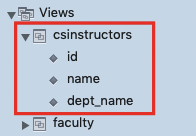 Views
csinstructors
id
name
dept_name
faculty